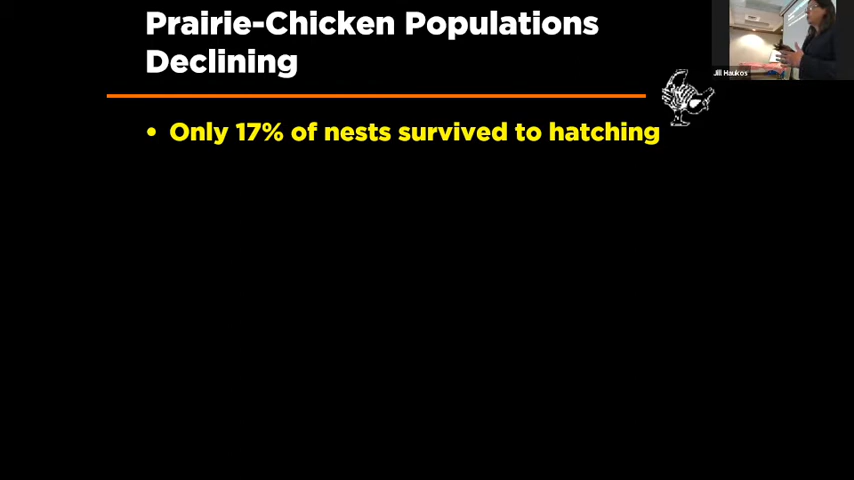 Prairie-Chicken Populations
Declining
Jill Haukos
• Only 17% of nests survived to hatching